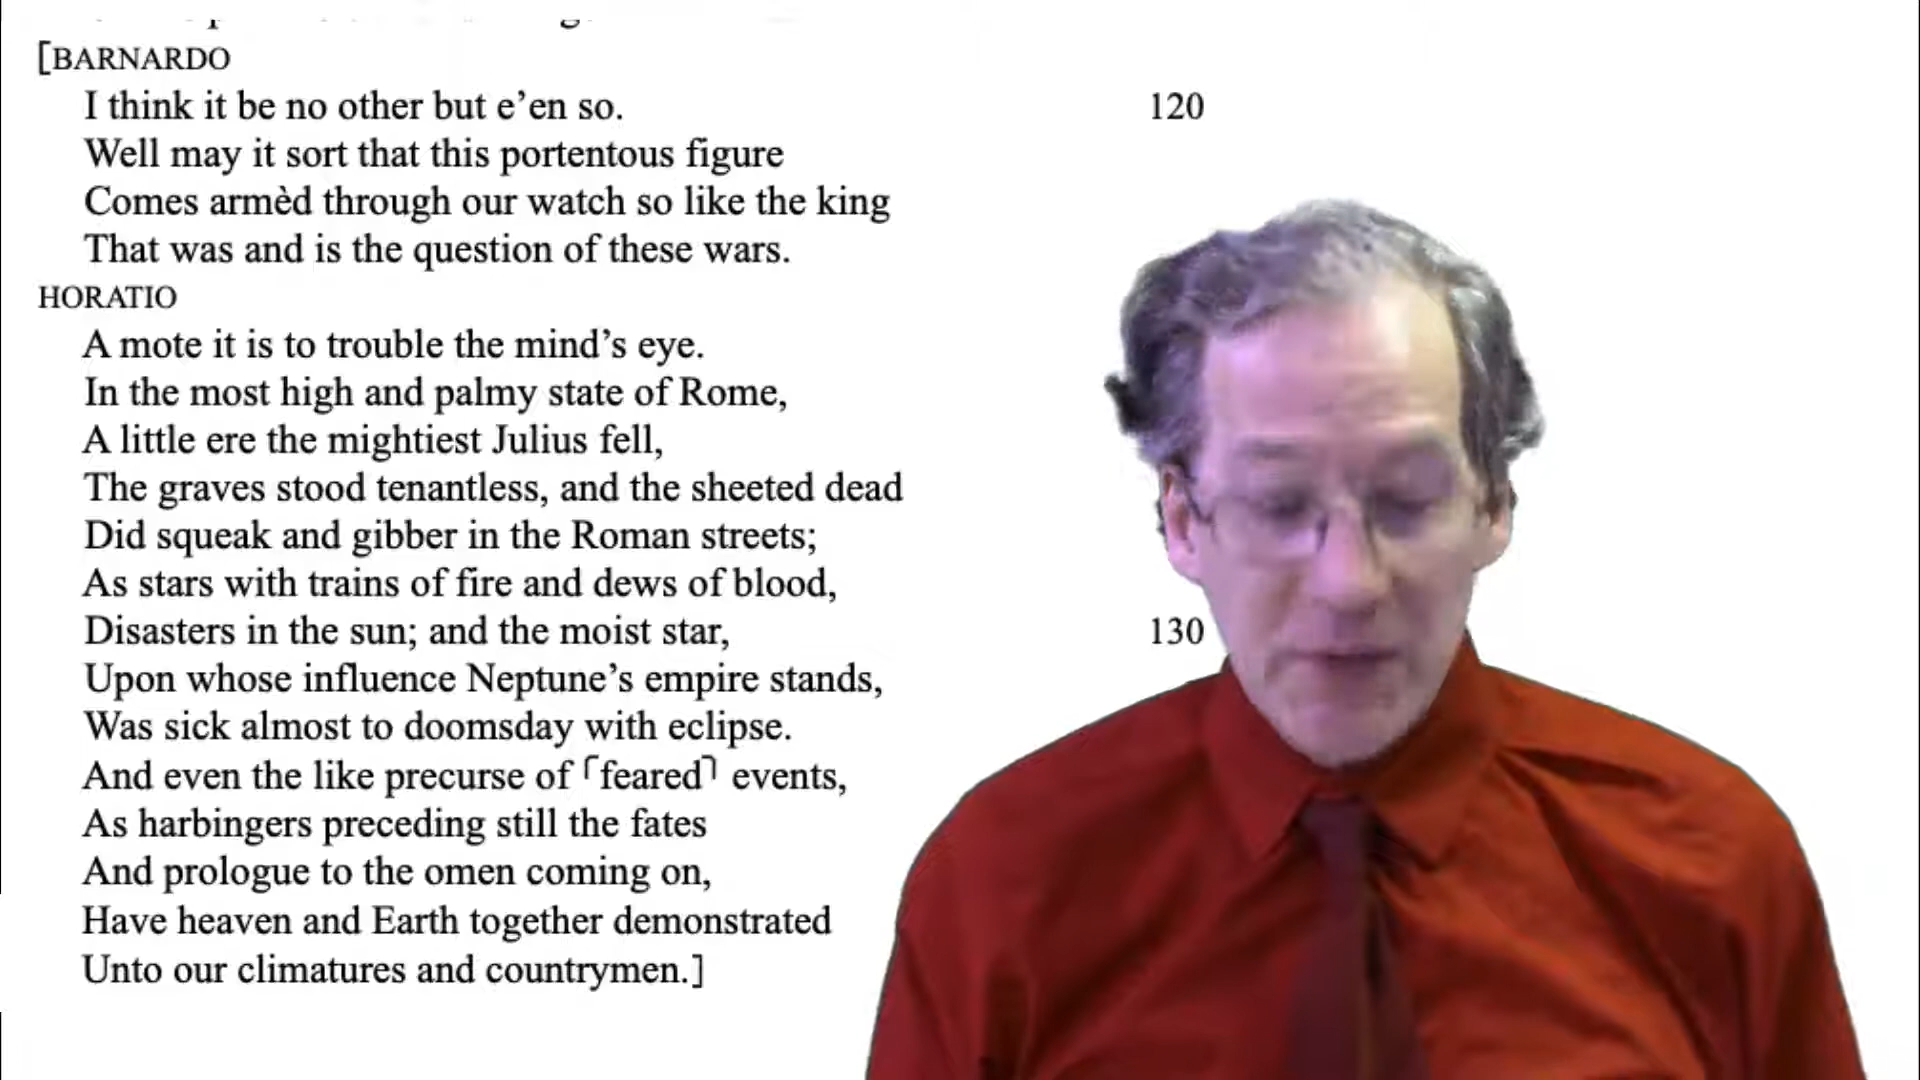 [BARNARDO
I think it be no other but e’en so. 120
Well may it sort that this portentous figure
Comes armèd through our watch so like the king
That was and is the question of these wars.
HORATIO
A mote it is to trouble the mind’s eye.
In the most high and palmy state of Rome,
A little ere the mightiest Julius fell,
The graves stood tenantless, and the sheeted dead
Did squeak and gibber in the Roman streets;
As stars with trains of fire and dews of blood,
Disasters in the sun; and the moist star, 130
Upon whose influence Neptune’s empire stands,
Was sick almost to doomsday with eclipse.
And even the like precurse of ⌜feared⌝ events,
As harbingers preceding still the fates
And prologue to the omen coming on,
Have heaven and Earth together demonstrated
Unto our climatures and countrymen.]